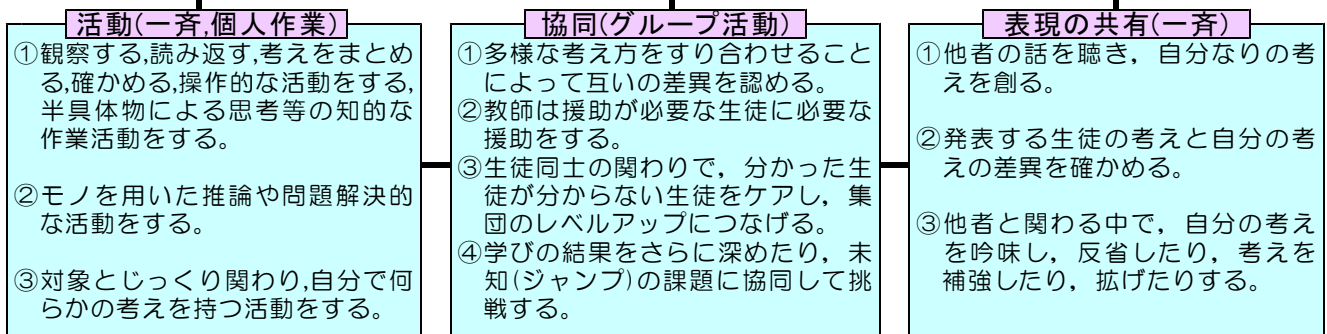 活動(一斉,個人作業)
①観察する,読み返す,考えをまとめ
る,確かめる,操作的な活動をする,
半具体物による思考等の知的な
作業活動をする。
②モノを用いた推論や問題解決的
な活動をする。
③対象とじっくり関わり,自分で何
らかの考えを持つ活動をする。
協同(グループ活動)
①多様な考え方をすり合わせること
によって互いの差異を認める。
②教師は援助が必要な生徒に必要な
援助をする。
③生徒同士の関わりで，分かった生
徒が分からない生徒をケアし，集
団のレベルアップにつなげる。
④学びの結果をさらに深めたり，未
知(ジャンプ)の課題に協同して挑
戦する。
表現の共有(一斉)
①他者の話を聴き，自分なりの考
えを創る。
②発表する生徒の考えと自分の考
えの差異を確かめる。
③他者と関わる中で，自分の考え
を吟味し，反省したり，考えを
補強したり，拡げたりする。